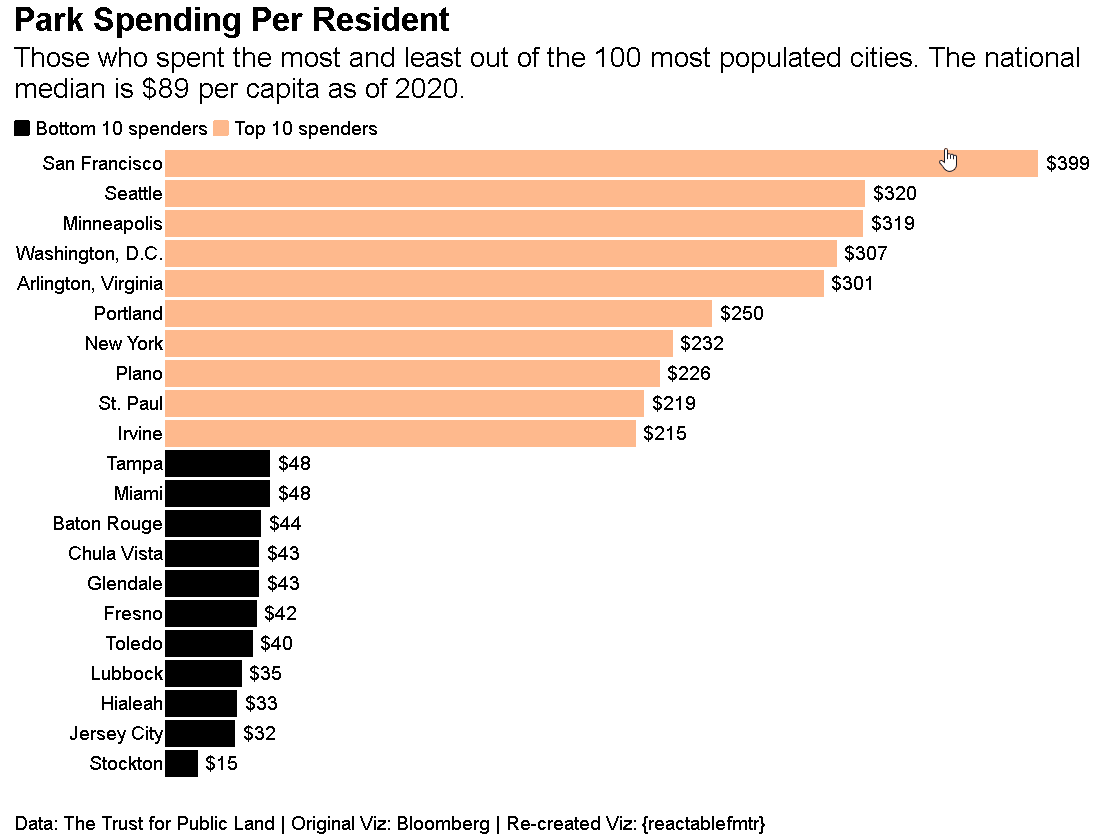 Park Spending Per Resident
Those who spent the most and least out of the 100 most populated cities. The national
median is $89 per capita as of 2020.
Bottom 10 spenders Top 10 spenders
San Francisco $399
Seattle $320
Minneapolis $319
Washington, D.C. $307
Arlington, Virginia $301
Portland $250
New York $232
Plano $226
St. Paul $219
Irvine $215
Tampa $48
Miami $48
Baton Rouge $44
Chula Vista $43
Glendale $43
Fresno $42
Toledo $40
Lubbock $35
Hialeah $33
Jersey City $32
Stockton $15
Data: The Trust for Public Land | Original Viz: Bloomberg | Re-created Viz: {reactablefmtr}